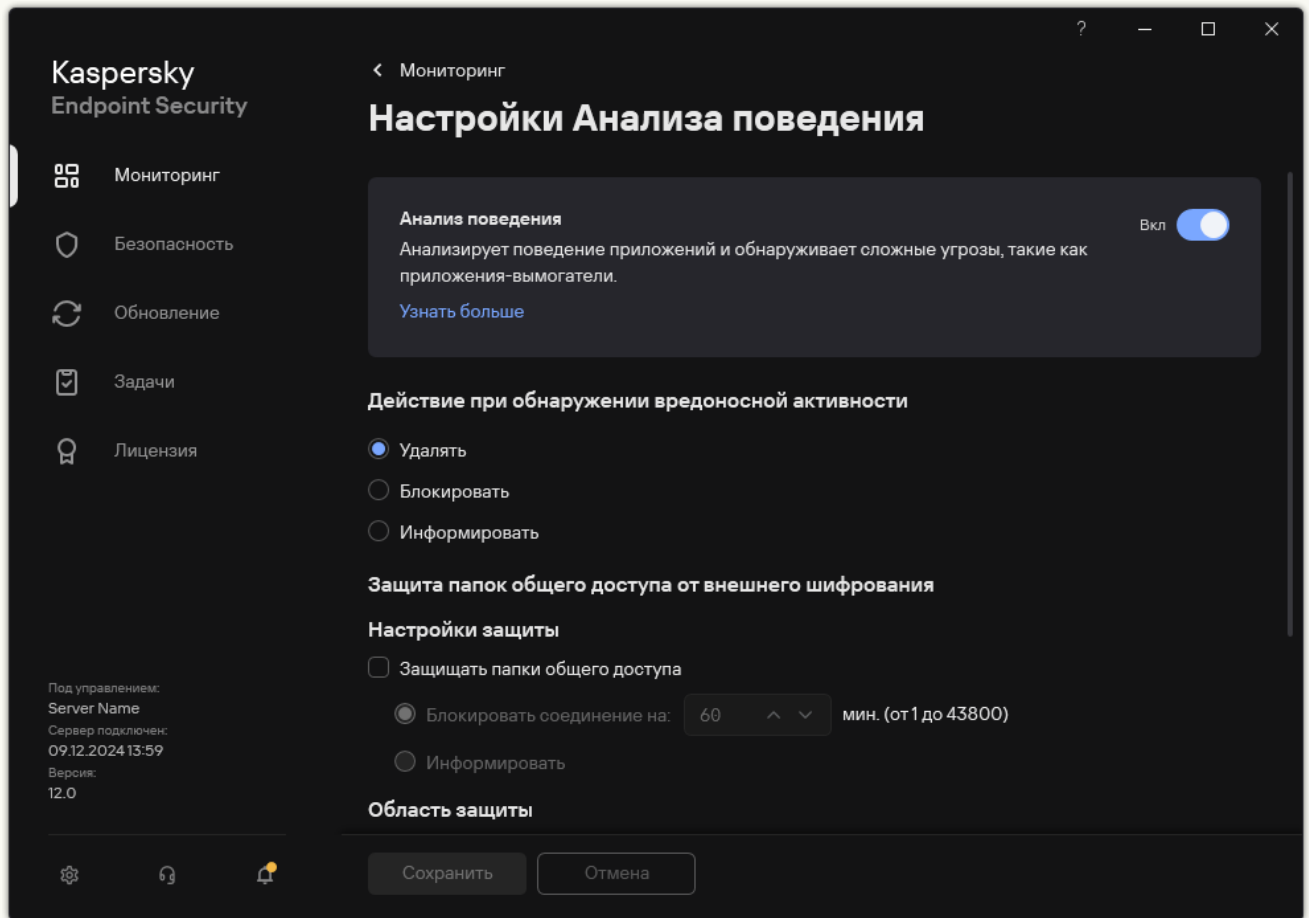 ?
Kaspersky
Endpoint Security
Мониторинг
Безопасность
Обновление
Задачи
Лицензия
Под управлением:
Server Name
Сервер подключен:
09.12.2024 13:59
Версия:
12.0
Мониторинг
Настройки Анализа поведения
Анализ поведения
Вкл
Анализирует поведение приложений и обнаруживает сложные угрозы, такие как
приложения-вымогатели.
Узнать больше
Действие при обнаружении вредоносной активности
Удалять
Блокировать
Информировать
Защита папок общего доступа от внешнего шифрования
Настройки защиты
Защищать папки общего доступа
Блокировать соединение на: 60 мин. (от 1 до 43800)
Информировать
Область защиты
Сохранить Отмена